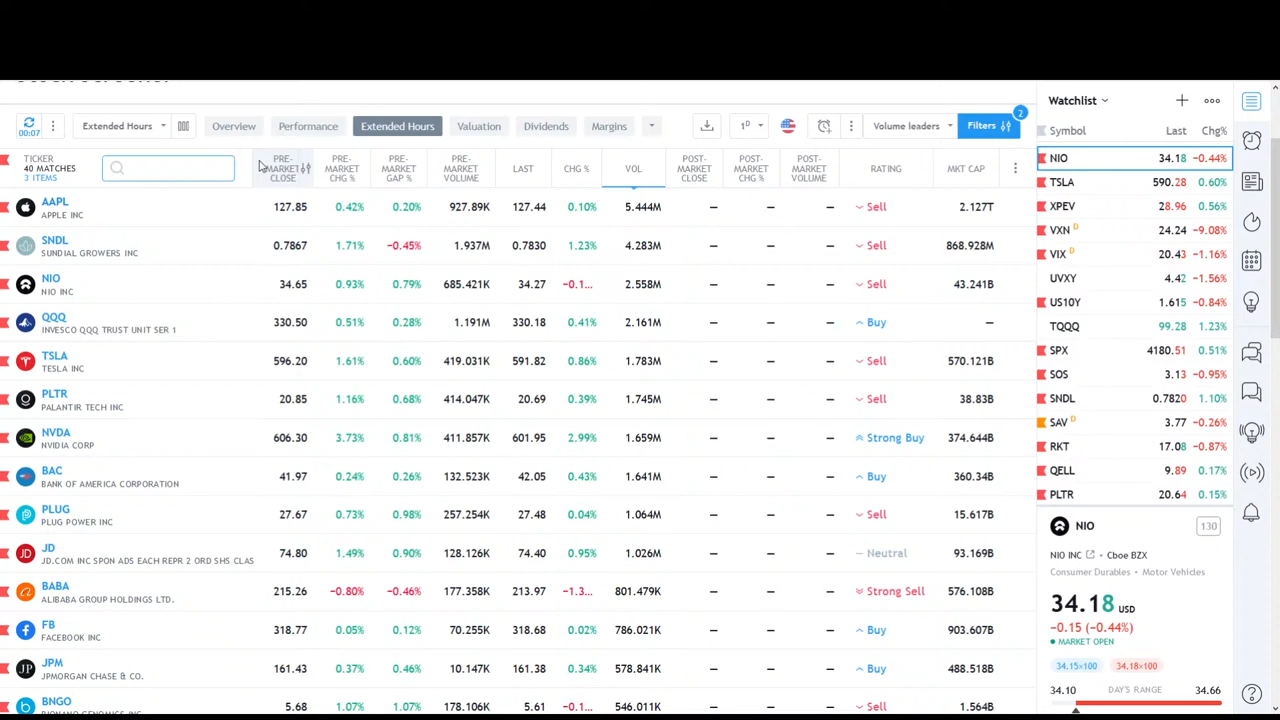 00:07
Extended Hours
Overview
Performance
Extended Hours
Valuation
Dividends
Margins
1D
Volume leaders
Filters
2
TICKER
40 MATCHES
3 ITEMS
PRE-
MARKET
CLOSE
PRE-
MARKET
CHG %
PRE-
MARKET
GAP %
PRE-
MARKET
VOLUME
LAST
CHG %
VOL
POST-
MARKET
CLOSE
POST-
MARKET
CHG %
POST-
MARKET
VOLUME
RATING
MKT CAP
AAPL 127.85 0.42% 0.20% 927.89K 127.44 0.10% 5.444M — — — Sell 2.127T
APPLE INC
SNDL 0.7867 1.71% −0.45% 1.937M 0.7830 1.23% 4.283M — — — Sell 868.928M
SUNDIAL GROWERS INC
NIO 34.65 0.93% 0.79% 685.421K 34.27 −0.1... 2.558M — — — Sell 43.241B
NIO INC
QQQ 330.50 0.51% 0.28% 1.191M 330.18 0.41% 2.161M — — — Buy —
INVESCO QQQ TRUST UNIT SER 1
TSLA 596.20 1.61% 0.60% 419.031K 591.82 0.86% 1.783M — — — Sell 570.121B
TESLA INC
PLTR 20.85 1.16% 0.68% 414.047K 20.69 0.39% 1.745M — — — Sell 38.83B
PALANTIR TECH INC
NVDA 606.30 3.73% 0.81% 411.857K 601.95 2.99% 1.659M — — — Strong Buy 374.644B
NVIDIA CORP
BAC 41.97 0.24% 0.26% 132.523K 42.05 0.43% 1.641M — — — Buy 360.34B
BANK OF AMERICA CORPORATION
PLUG 27.67 0.73% 0.98% 257.254K 27.48 0.04% 1.064M — — — Sell 15.617B
PLUG POWER INC
JD 74.80 1.49% 0.90% 128.126K 74.40 0.95% 1.026M — — — – Neutral 93.169B
JD.COM INC SPON ADS EACH REPR 2 ORD SHS CLAS
BABA 215.26 −0.80% −0.46% 177.358K 213.97 −1.3... 801.479K — — — Strong Sell 576.108B
ALIBABA GROUP HOLDINGS LTD.
FB 318.77 0.05% 0.12% 70.255K 318.68 0.02% 786.021K — — — Buy 903.607B
FACEBOOK INC
JPM 161.43 0.37% 0.46% 10.147K 161.38 0.34% 578.841K — — — Buy 488.518B
JPMORGAN CHASE & CO.
BNGO 5.68 1.07% 1.07% 178.106K 5.61 −0.1... 546.011K — — — Sell 1.564B
Watchlist
Symbol Last Chg%
NIO 34.18 −0.44%
TSLA 590.28 0.60%
XPEV 28.96 0.56%
VXN D 24.24 −9.08%
VIX D 20.43 −1.16%
UVXY 4.42 −1.56%
US10Y 1.615 −0.84%
TQQQ 99.28 1.23%
SPX 4180.51 0.51%
SOS 3.13 −0.95%
SNDL 0.7820 1.10%
SAV D 3.77 −0.26%
RKT 17.08 −0.87%
QELL 9.89 0.17%
PLTR 20.64 0.15%
NIO 130
NIO INC • Cboe BZX
Consumer Durables • Motor Vehicles
34.18 USD
−0.15 (−0.44%)
• MARKET OPEN
34.15×100 34.18×100
34.10 DAY'S RANGE 34.66